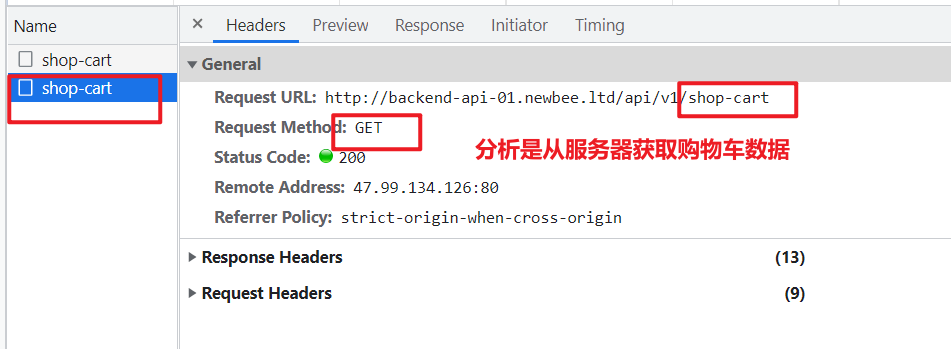 Name
shop-cart
shop-cart
× Headers Preview Response Initiator Timing
▼ General
Request URL: http://backend-api-01.newbee.ltd/api/v1/shop-cart
Request Method: GET
Status Code: 200
Remote Address: 47.99.134.126:80
Referrer Policy: strict-origin-when-cross-origin
分析是从服务器获取购物车数据
▶ Response Headers (13)
▶ Request Headers (9)